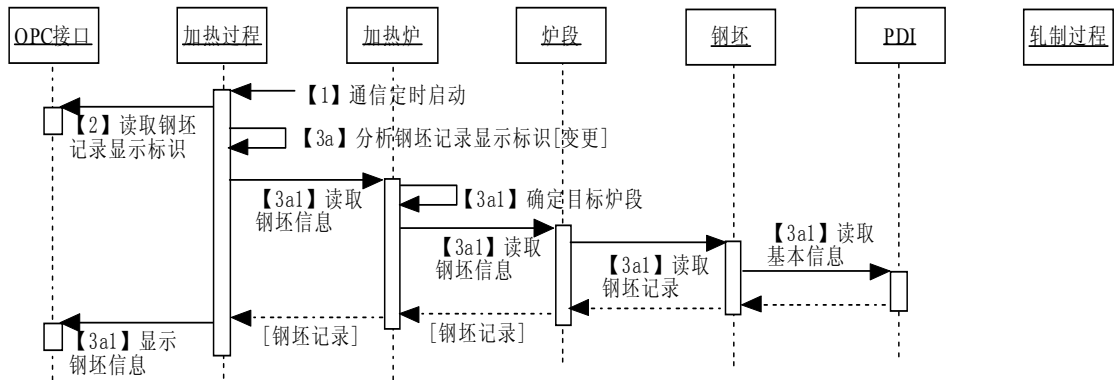 OPC接口
加热过程
加热炉
炉段
钢坯
PDI
轧制过程
【1】通信定时启动
【2】读取钢坯
记录显示标识
【3a】分析钢坯记录显示标识[变更]
【3a1】读取
钢坯信息
【3a1】确定目标炉段
【3a1】读取
钢坯信息
【3a1】读取
钢坯记录
【3a1】读取
基本信息
[钢坯记录]
[钢坯记录]
【3a1】显示
钢坯信息